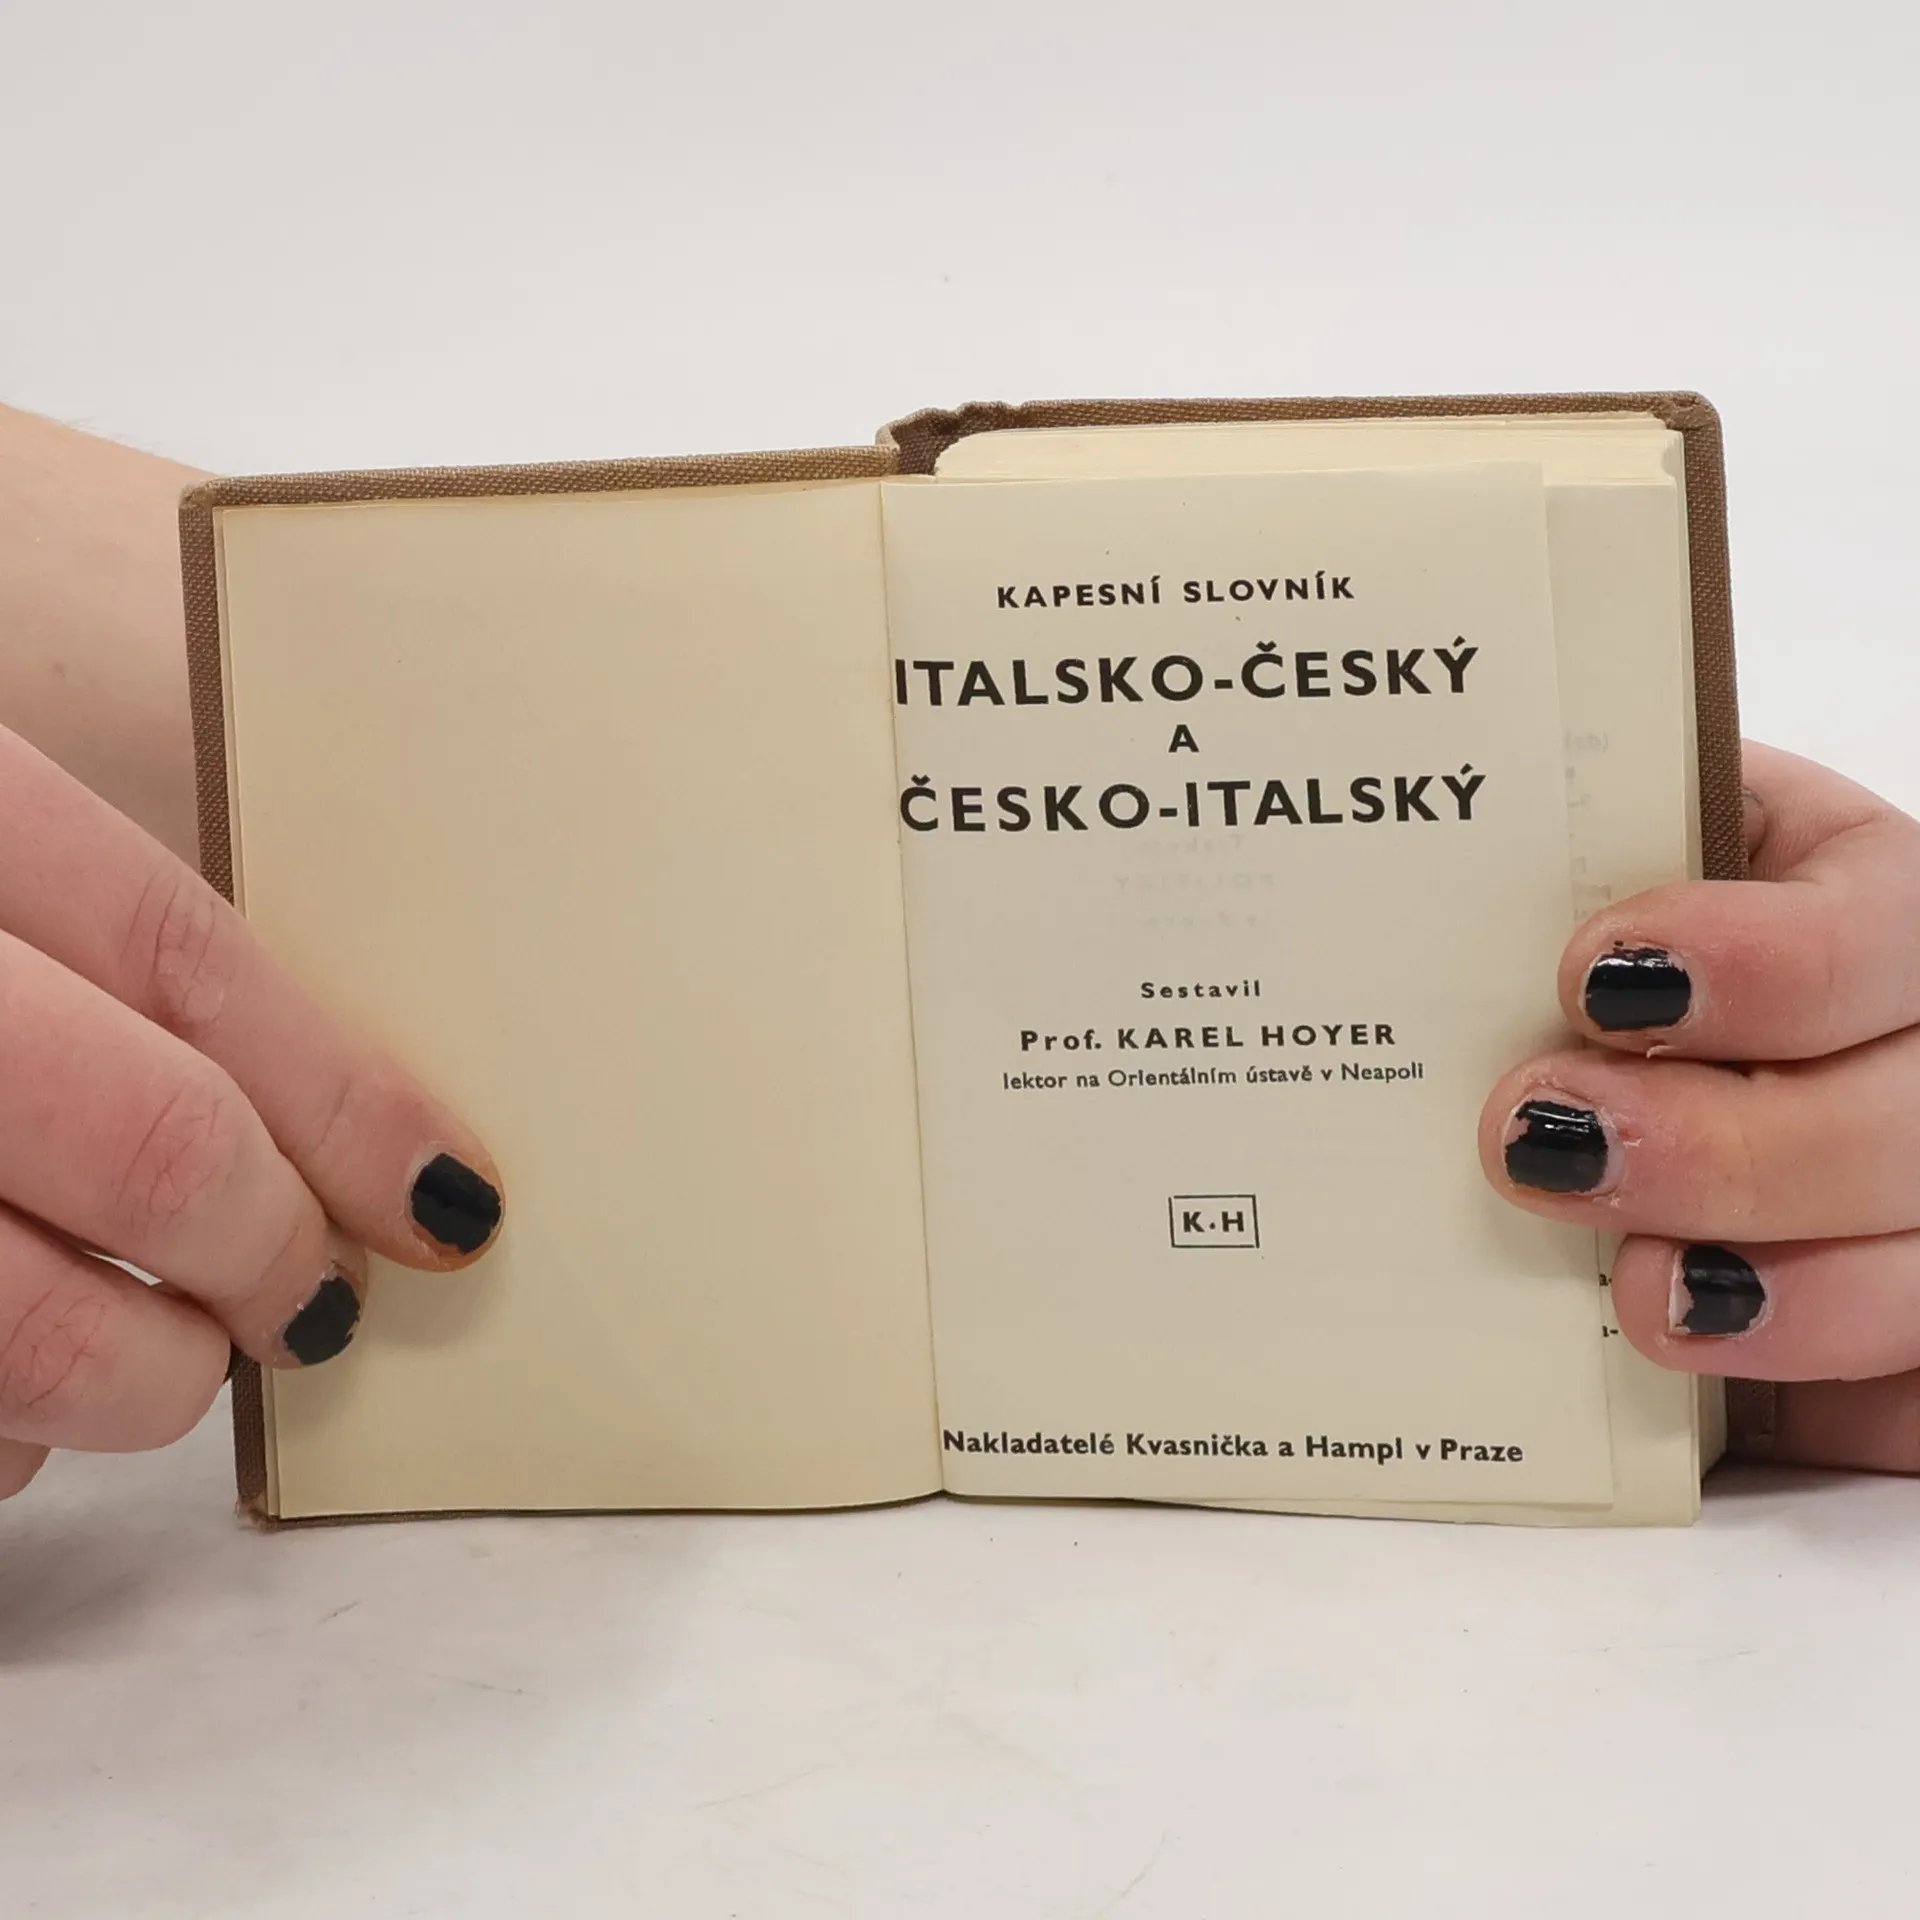 KAPESNÍ SLOVNÍK
ITALSKO-ČESKÝ
A
ČESKO-ITALSKÝ
Sestavil
Prof. KAREL HOYER
lektor na Orientálním ústavě v Neapoli
K·H
Nakladatelé Kvasnička a Hampl v Praze